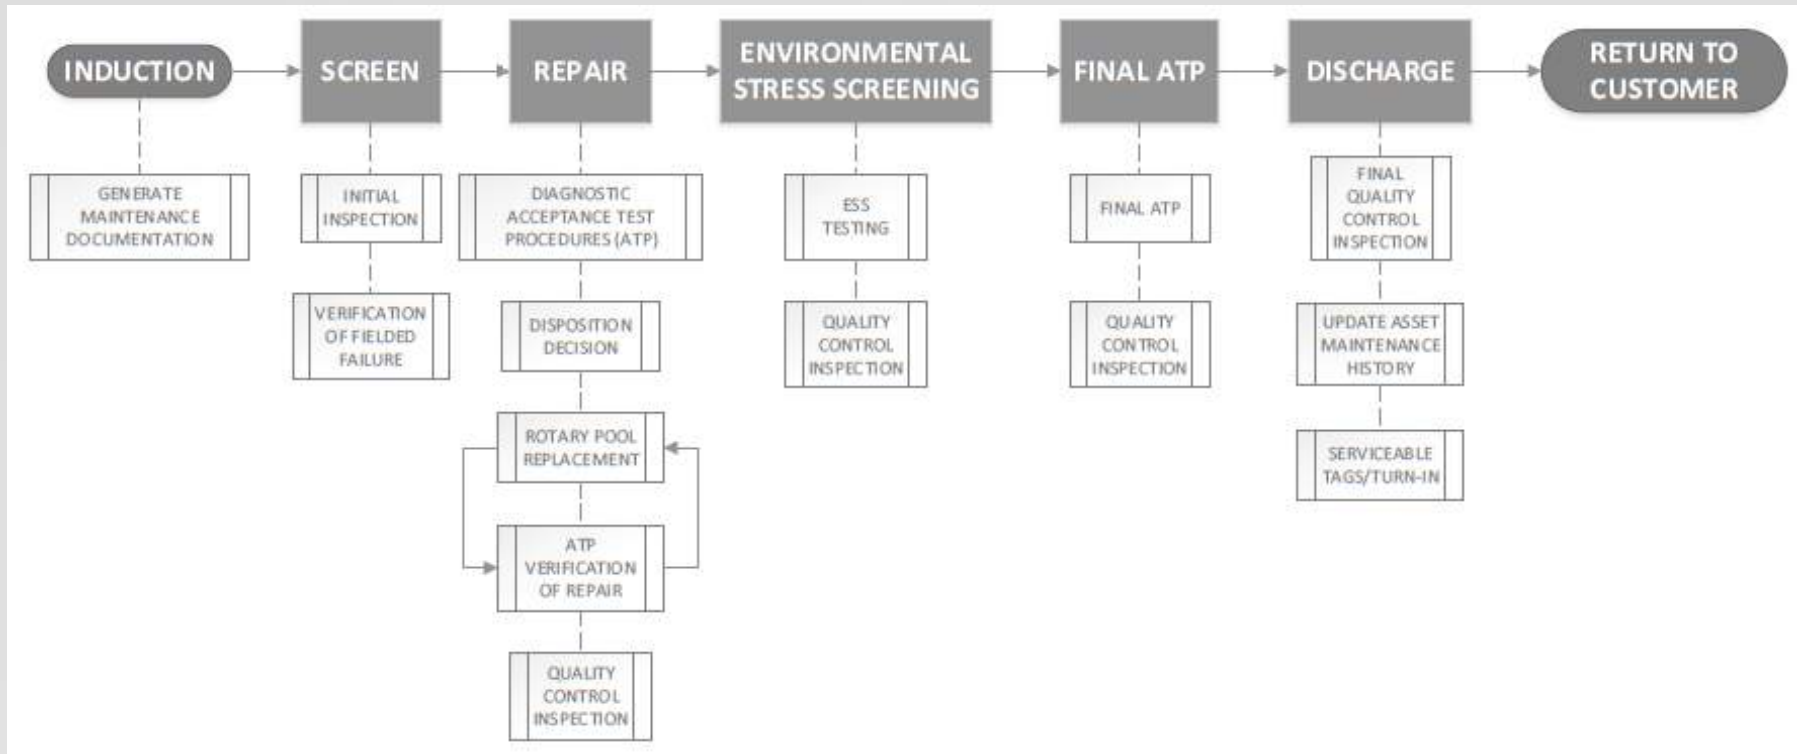 INDUCTION
SCREEN
REPAIR
ENVIRONMENTAL
STRESS SCREENING
FINAL ATP
DISCHARGE
RETURN TO
CUSTOMER
GENERATE
MAINTENANCE
DOCUMENTATION
INITIAL
INSPECTION
VERIFICATION
OF FIELDED
FAILURE
DIAGNOSTIC
ACCEPTANCE TEST
PROCEDURES (ATP)
DISPOSITION
DECISION
ROTARY POOL
REPLACEMENT
ATP
VERIFICATION
OF REPAIR
QUALITY
CONTROL
INSPECTION
ESS
TESTING
QUALITY
CONTROL
INSPECTION
FINAL ATP
QUALITY
CONTROL
INSPECTION
FINAL
QUALITY
CONTROL
INSPECTION
UPDATE ASSET
MAINTENANCE
HISTORY
SERVICEABLE
TAGS/TURN-IN